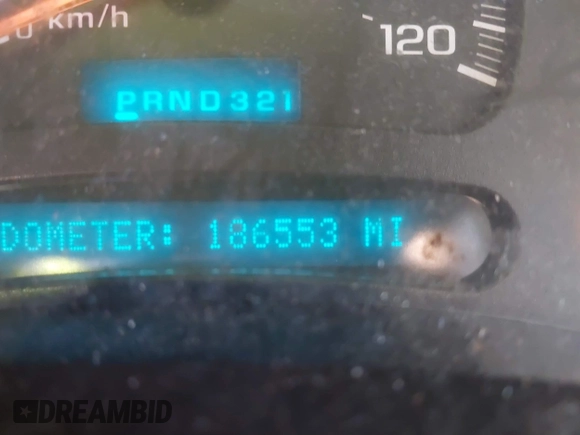 km/h
120
PRND321
DOMETER: 186553 MI
DREAMBID